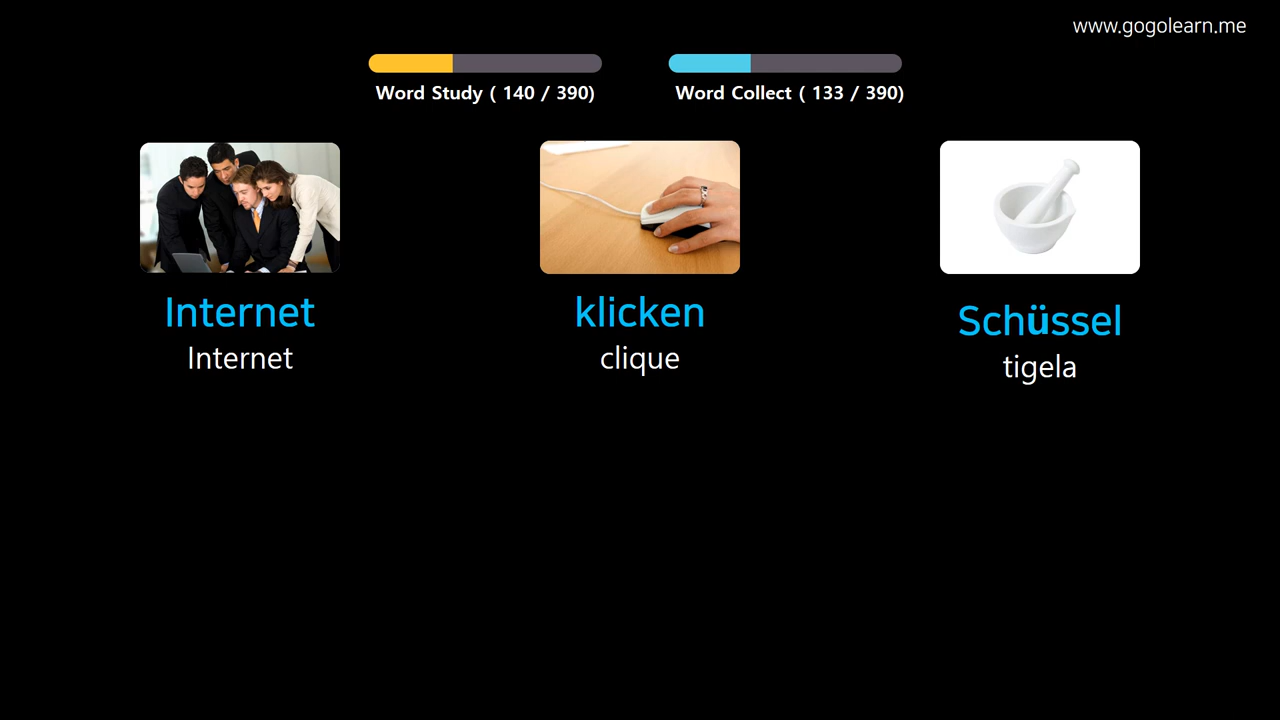 www.gogolearn.me
Word Study ( 140 / 390)
Word Collect ( 133 / 390)
Internet
Internet
klicken
clique
Schüssel
tigela